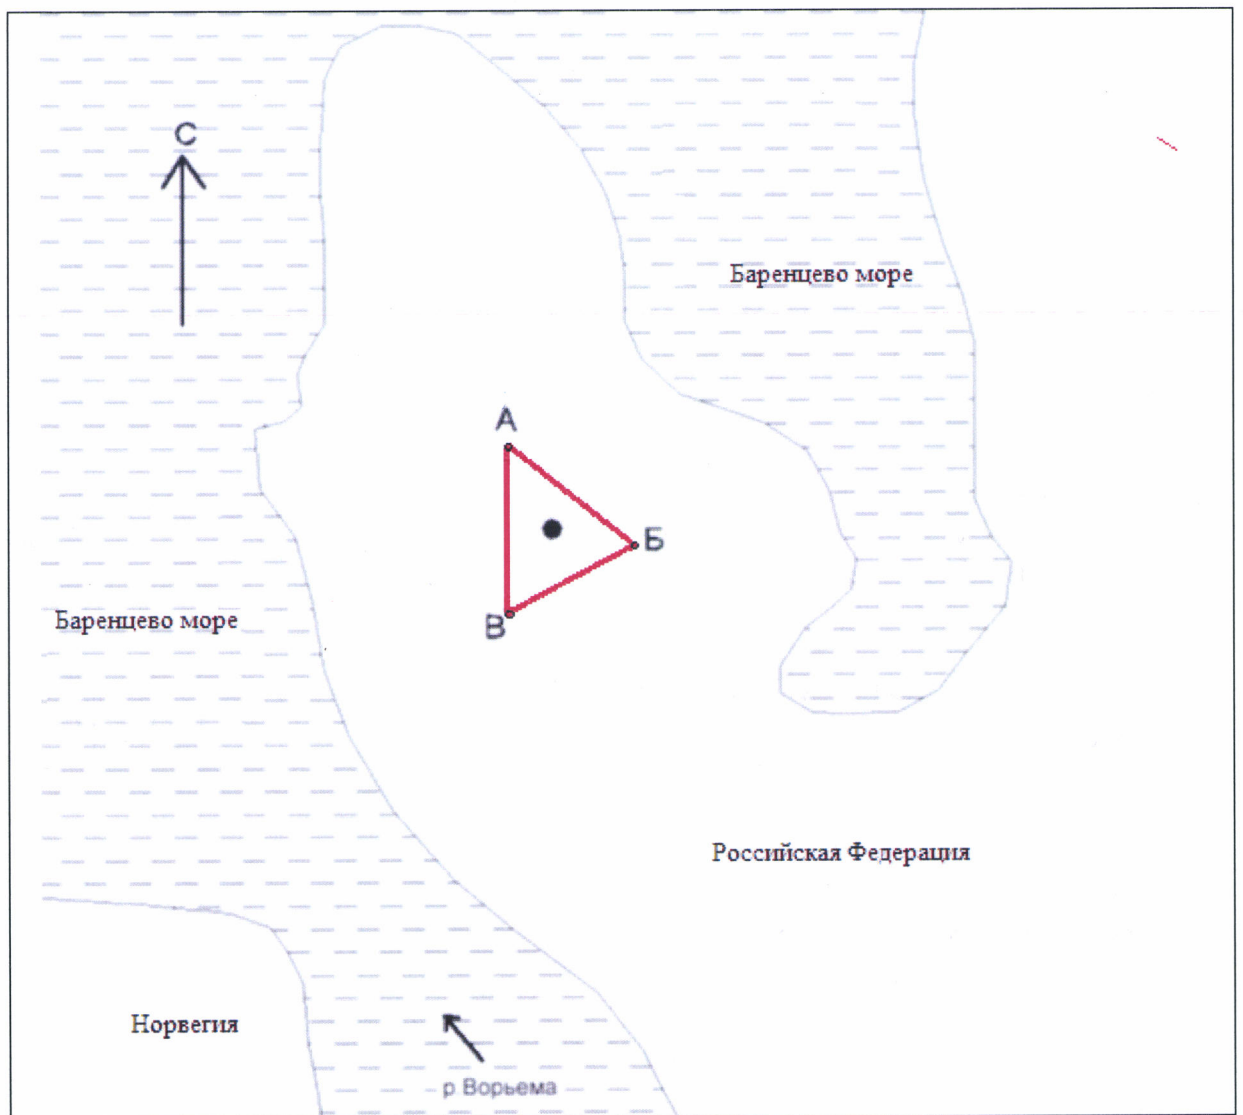 С
Баренцево море
А
Б
В
Баренцево море
Российская Федерация
Норвегия
р.Ворьема